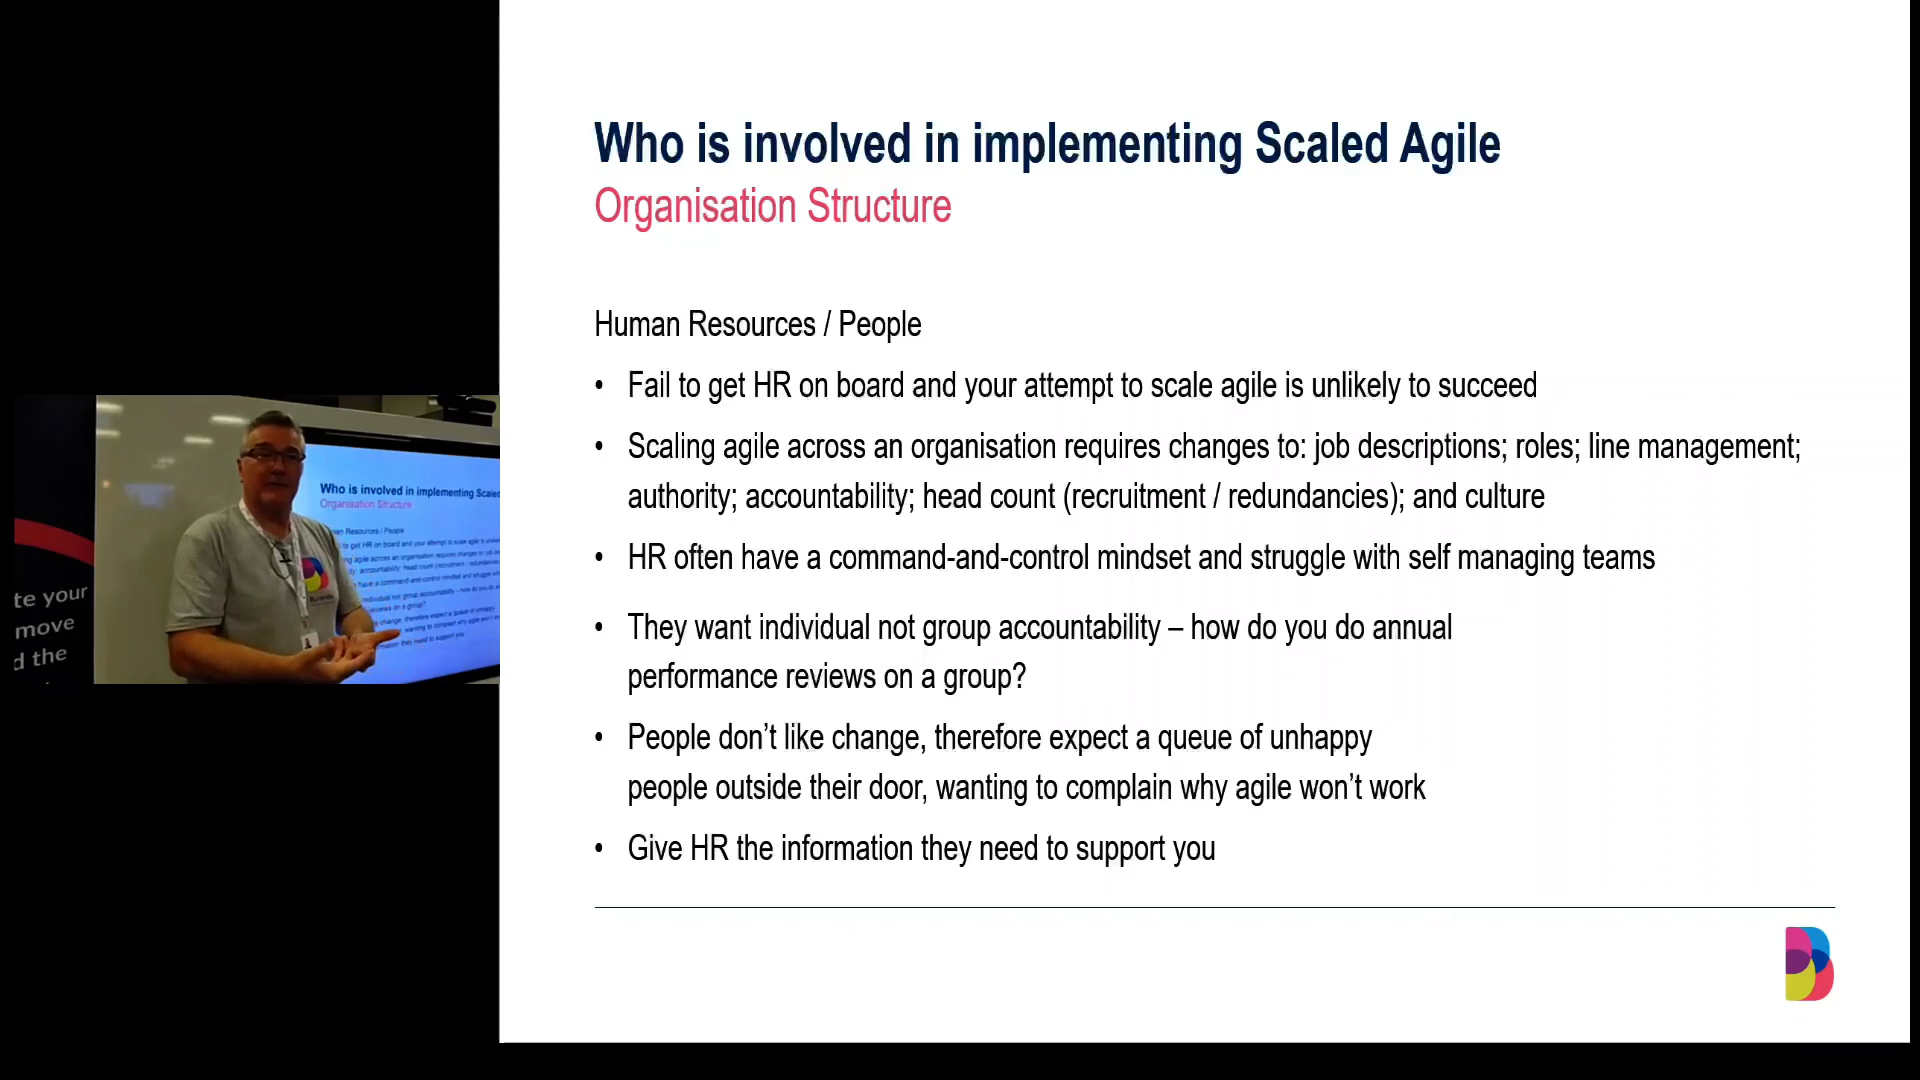 Who is involved in implementing Scaled Agile
Organisation Structure
Human Resources / People
• Fail to get HR on board and your attempt to scale agile is unlikely to succeed
• Scaling agile across an organisation requires changes to: job descriptions; roles; line management;
authority; accountability; head count (recruitment / redundancies); and culture
• HR often have a command-and-control mindset and struggle with self managing teams
• They want individual not group accountability – how do you do annual
performance reviews on a group?
• People don’t like change, therefore expect a queue of unhappy
people outside their door, wanting to complain why agile won’t work
• Give HR the information they need to support you
te your
move
d the
Who is involved in implementing Scaled
Organisation Structure